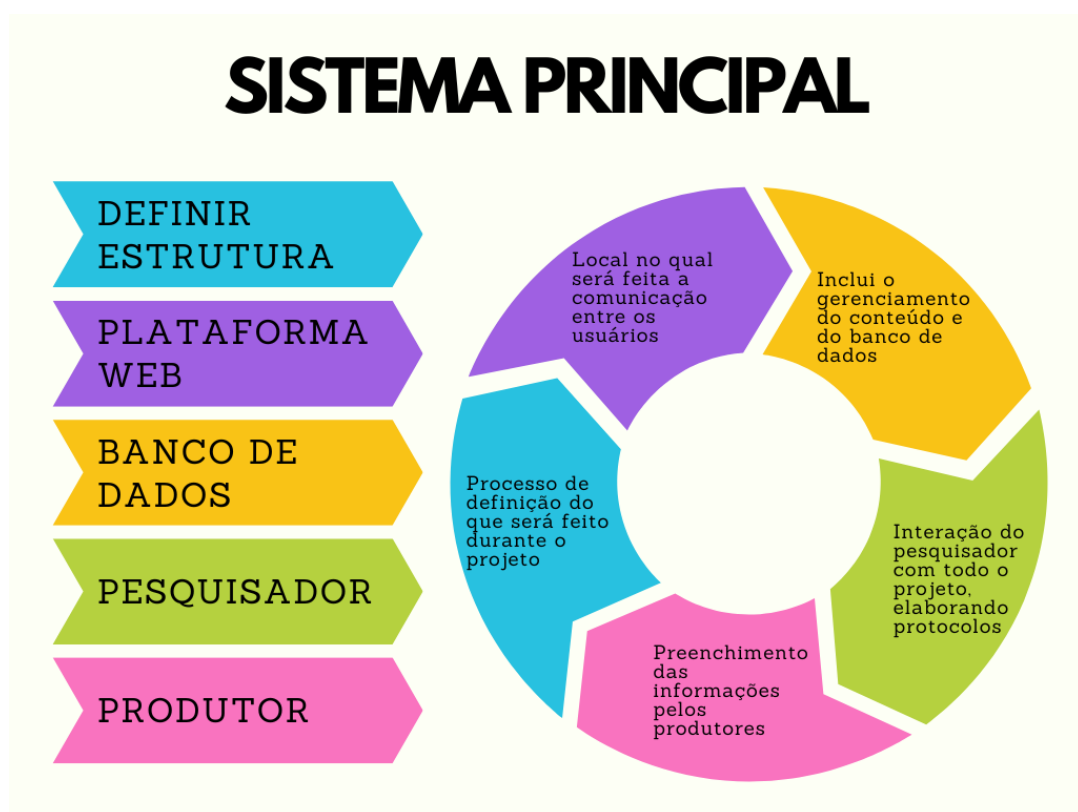 SISTEMA PRINCIPAL
DEFINIR
ESTRUTURA
PLATAFORMA
WEB
BANCO DE
DADOS
PESQUISADOR
PRODUTOR
Local no qual
será feita a
comunicação
entre os
usuários
Inclui o
gerenciamento
do conteúdo e
do banco de
dados
Interação do
pesquisador
com todo o
projeto,
elaborando
protocolos
Preenchimento
das
informações
pelos
produtores
Processo de
definição do
que será feito
durante o
projeto